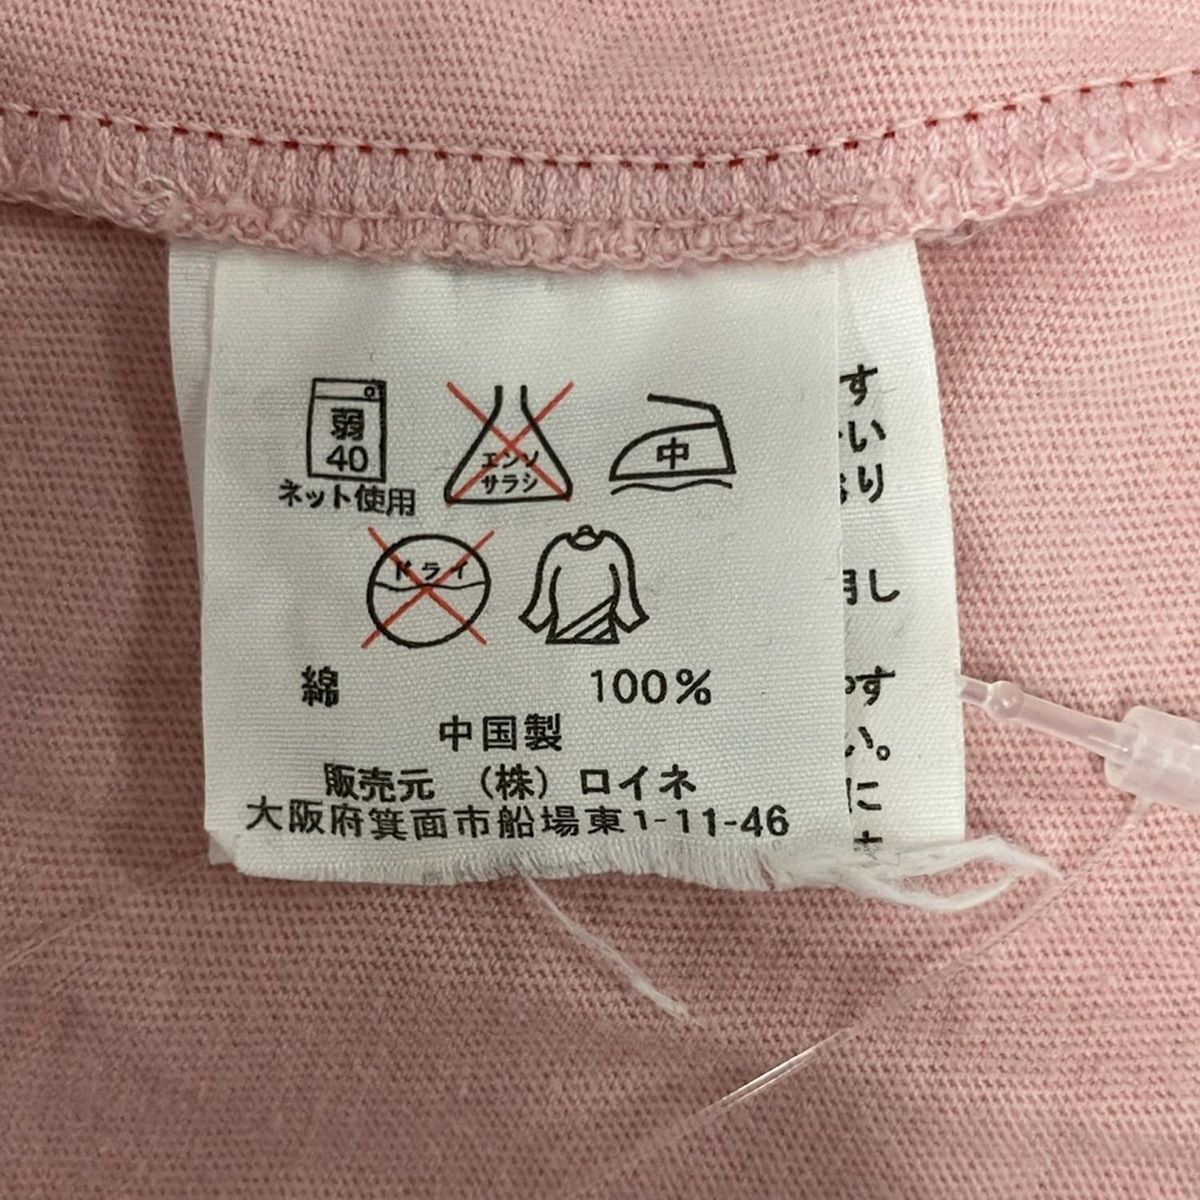 弱
40
ネット使用
エンソ
サラシ
中
ドライ
綿 100%
中国製
販売元 (株)ロイネ
大阪府箕面市船場東1-11-46
す
い
り
し
す
い。
に